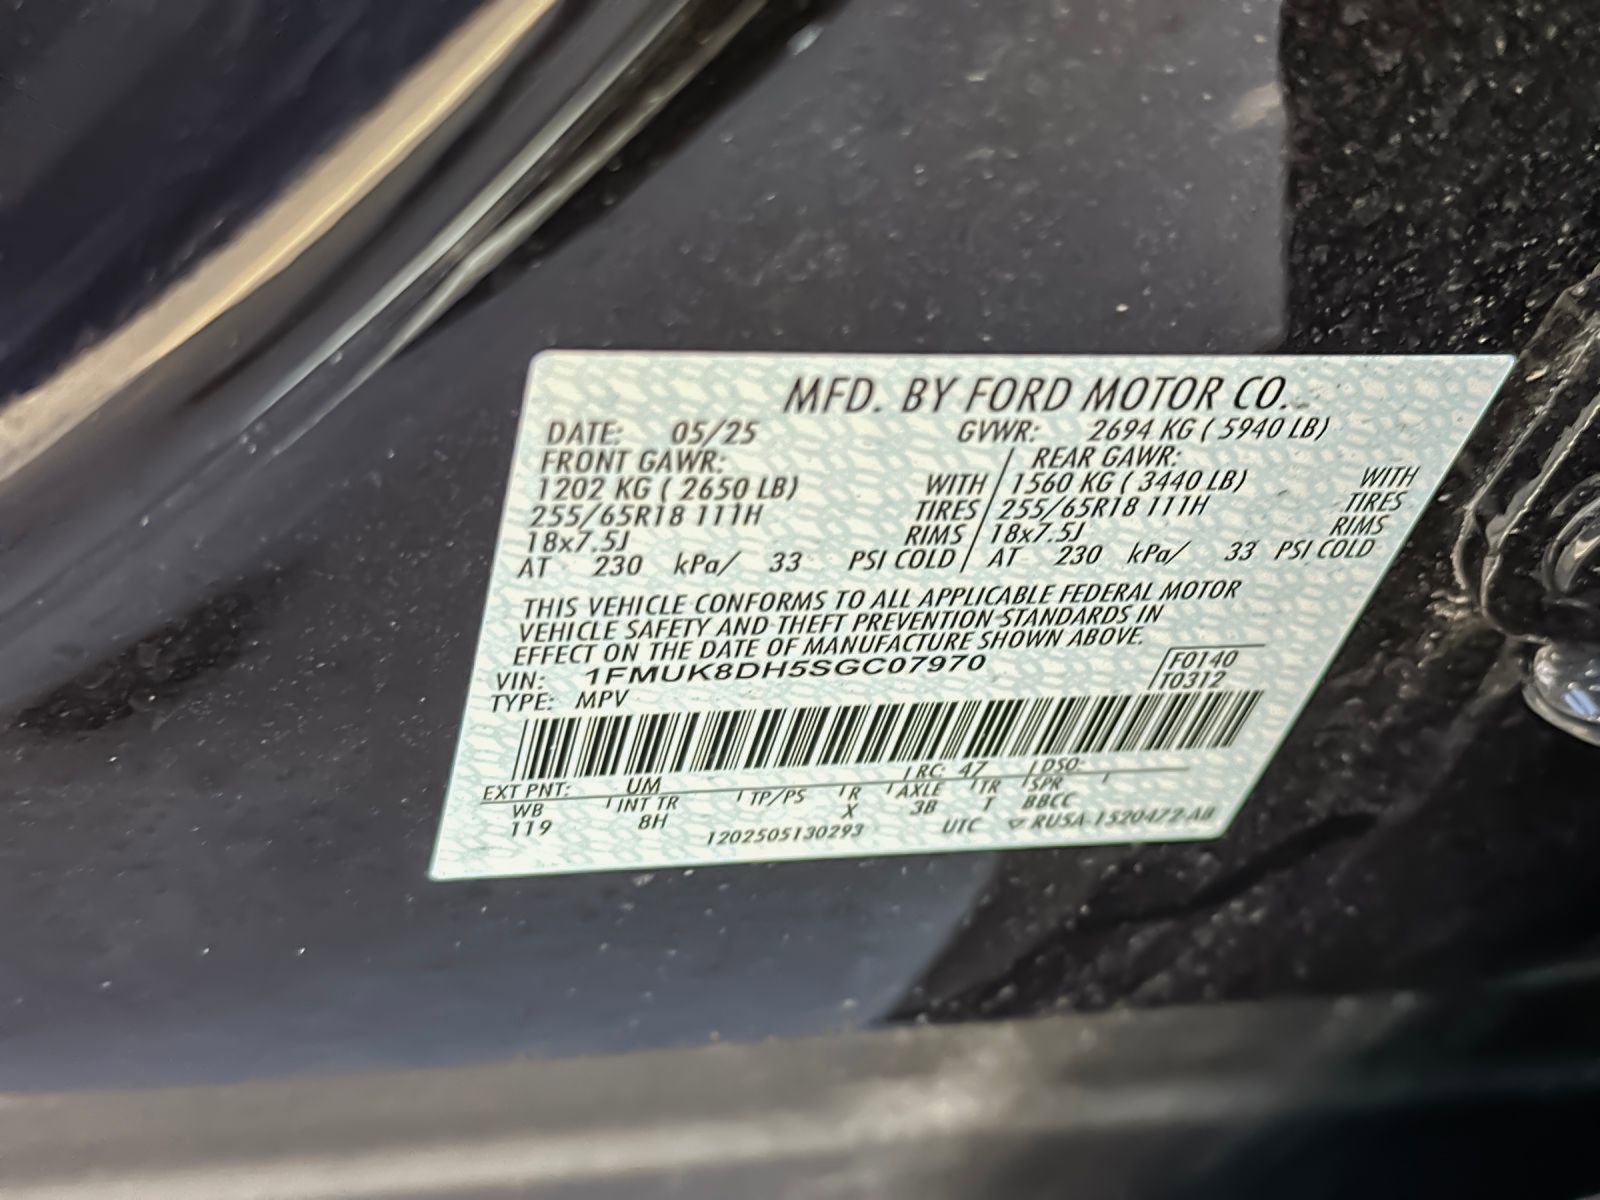 MFD. BY FORD MOTOR CO.
DATE: 05/25 GVWR: 2694 KG ( 5940 LB)
FRONT GAWR: / REAR GAWR:
1202 KG ( 2650 LB) WITH / 1560 KG ( 3440 LB) WITH
255/65R18 111H TIRES / 255/65R18 111H TIRES
18x7.5J RIMS / 18x7.5J RIMS
AT 230 kPa/ 33 PSI COLD / AT 230 kPa/ 33 PSI COLD
THIS VEHICLE CONFORMS TO ALL APPLICABLE FEDERAL MOTOR
VEHICLE SAFETY AND THEFT PREVENTION STANDARDS IN
EFFECT ON THE DATE OF MANUFACTURE SHOWN ABOVE.
VIN: 1FMUK8DH5SGC07970 F0140
TYPE: MPV T0312
EXT PNT: UM RC: 47 DSO:
WB INT TR TP/PS R AXLE TR SPR
119 8H X 3B T BBCC
1202505130293 UTC ▽ RUSA-1520472-AB